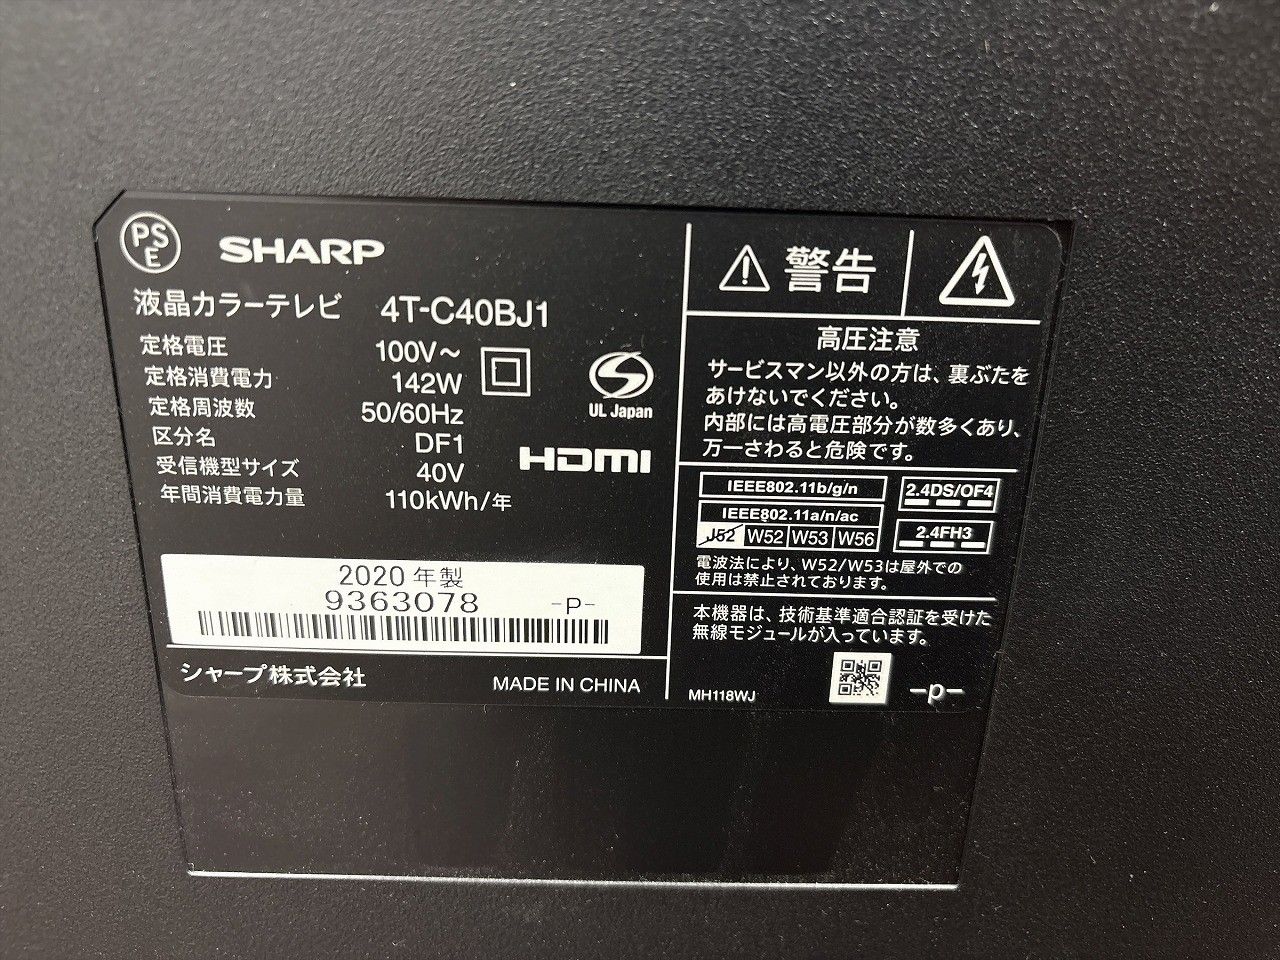 PSE
SHARP
液晶カラーテレビ 4T-C40BJ1
定格電圧 100V～
定格消費電力 142W
定格周波数 50/60Hz
区分名 DF1
受信機型サイズ 40V
年間消費電力量 110kWh/年
UL Japan
HDMI
2020年製
9363078 -P-
シャープ株式会社 MADE IN CHINA
警告
高圧注意
サービスマン以外の方は、裏ぶたを
あけないでください。
内部には高電圧部分が数多くあり、
万一さわると危険です。
IEEE802.11b/g/n
2.4DS/OF4
IEEE802.11a/n/ac
J52 W52 W53 W56
2.4FH3
電波法により、W52/W53は屋外での
使用は禁止されております。
本機器は、技術基準適合認証を受けた
無線モジュールが入っています。
MH118WJ -p-